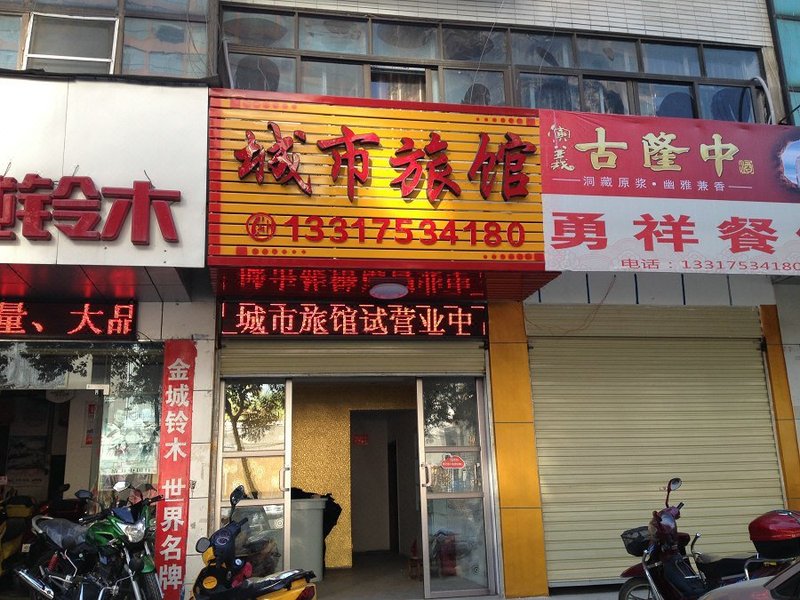 铃木
城市旅馆
13317534180
古隆中
洞藏原浆·幽雅兼香
勇祥餐
电话：13317534180
量、大品
城市旅馆试营业中
金城铃木 世界名牌